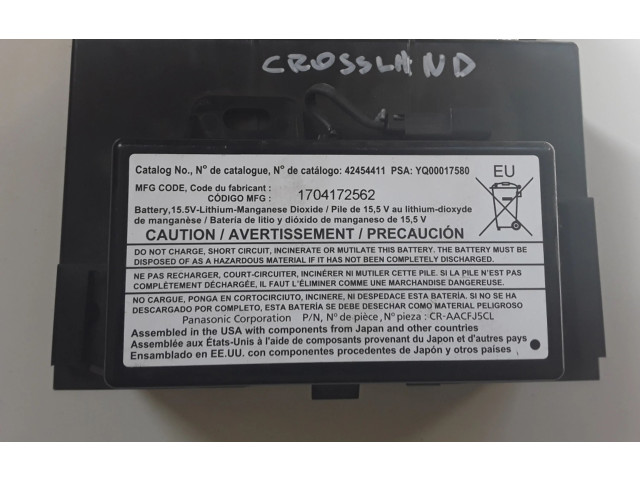 CROSSLAND
Catalog No., N° de catalogue, N° de catálogo: 42454411 PSA: YQ00017580
MFG CODE, Code du fabricant :
CÓDIGO MFG : 1704172562
Battery,15.5V-Lithium-Manganese Dioxide / Pile de 15,5 V au lithium-dioxyde
de manganèse / Batería de litio y dióxido de manganeso de 15,5 V
EU
CAUTION / AVERTISSEMENT / PRECAUCIÓN
DO NOT CHARGE, SHORT CIRCUIT, INCINERATE OR MUTILATE THIS BATTERY. THE BATTERY MUST BE
DISPOSED OF AS A HAZARDOUS MATERIAL IF IT HAS NOT BEEN COMPLETELY DISCHARGED.
NE PAS RECHARGER, COURT-CIRCUITER, INCINÉRER NI MUTILER CETTE PILE. SI LA PILE N'EST PAS
COMPLÈTEMENT DÉCHARGÉE, IL FAUT L'ÉLIMINER COMME UNE MARCHANDISE DANGEREUSE.
NO CARGUE, PONGA EN CORTOCIRCUITO, INCINERE NI DESPEDACE ESTA BATERÍA. SI NO SE HA
DESCARGADO POR COMPLETO, ESTA BATERÍA SE DEBE DESECHAR COMO MATERIAL PELIGROSO.
Panasonic Corporation P/N, N° de pièce, N° pieza : CR-AACFJ5CL
Assembled in the USA with components from Japan and other countries
Assemblé aux États-Unis à l'aide de composants provenant du Japon et d'autres pays
Ensamblado en EE.UU. con componentes procedentes de Japón y otros países